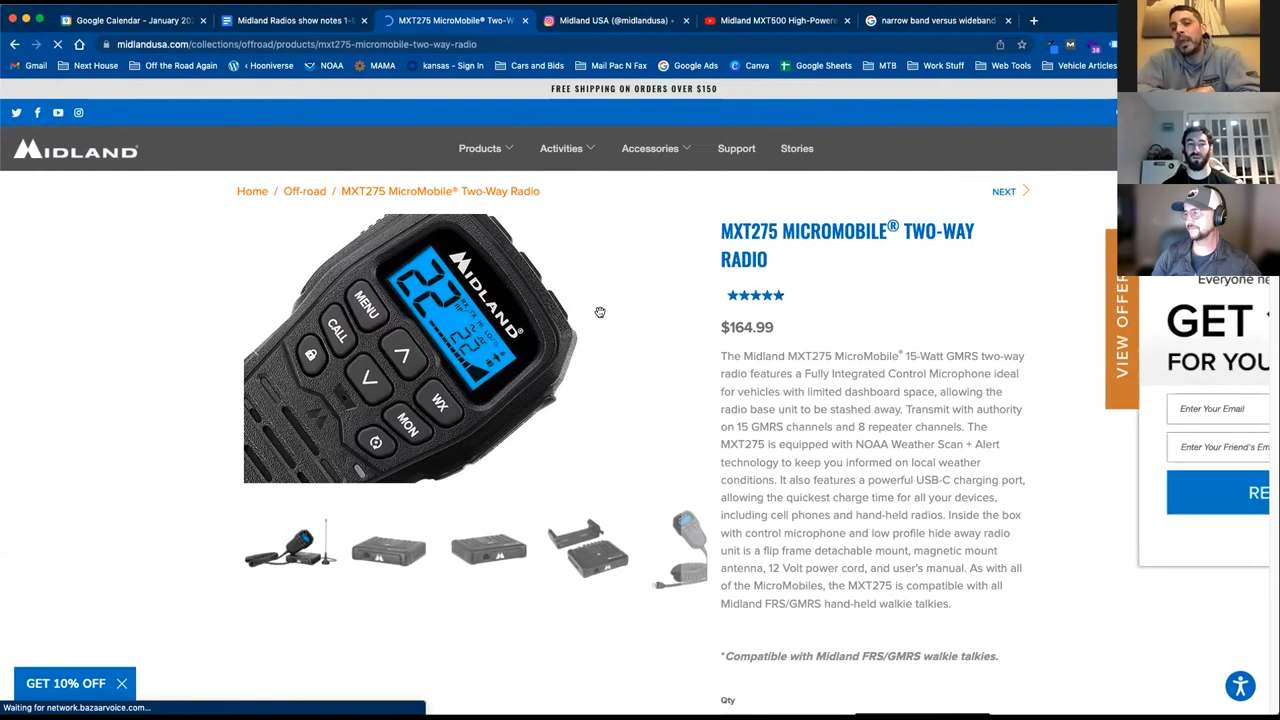 Google Calendar - January 202
Midland Radios show notes 1-5
MXT275 MicroMobile® Two-W
Midland USA (@midlandusa)
Midland MXT500 High-Powere
narrow band versus wideband
midlandusa.com/collections/offroad/products/mxt275-micromobile-two-way-radio
Gmail
Next House
Off the Road Again
‹ Hooniverse
NOAA
MAMA
kansas - Sign In
Cars and Bids
Mail Pac N Fax
Google Ads
Canva
Google Sheets
MTB
Work Stuff
Web Tools
Vehicle Articles
38
FREE SHIPPING ON ORDERS OVER $150
MIDLAND
Products
Activities
Accessories
Support
Stories
Home / Off-road / MXT275 MicroMobile® Two-Way Radio
NEXT
MIDLAND®
22
22
MENU
CALL
WX
MON
MXT275 MICROMOBILE® TWO-WAY
RADIO
$164.99
The Midland MXT275 MicroMobile® 15-Watt GMRS two-way
radio features a Fully Integrated Control Microphone ideal
for vehicles with limited dashboard space, allowing the
radio base unit to be stashed away. Transmit with authority
on 15 GMRS channels and 8 repeater channels. The
MXT275 is equipped with NOAA Weather Scan + Alert
technology to keep you informed on local weather
conditions. It also features a powerful USB-C charging port,
allowing the quickest charge time for all your devices,
including cell phones and hand-held radios. Inside the box
with control microphone and low profile hide away radio
unit is a flip frame detachable mount, magnetic mount
antenna, 12 Volt power cord, and user's manual. As with all
of the MicroMobiles, the MXT275 is compatible with all
Midland FRS/GMRS hand-held walkie talkies.
*Compatible with Midland FRS/GMRS walkie talkies.
Qty
VIEW OFFER
Everyone ne
GET
FOR YOU
Enter Your Email
Enter Your Friend's Em
RE
GET 10% OFF
Waiting for network.bazaarvoice.com...